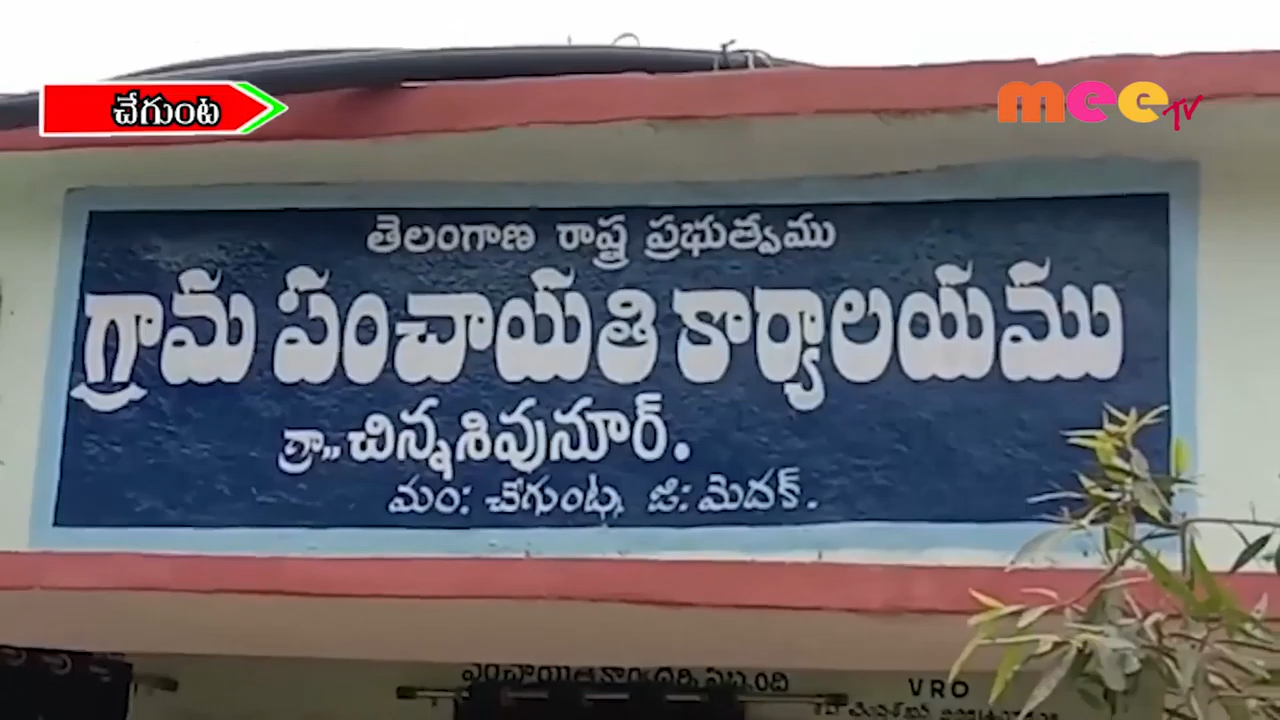 చేగుంట
mee TV
తెలంగాణ రాష్ట్ర ప్రభుత్వము
గ్రామ పంచాయతి కార్యాలయము
గ్రా,, చిన్నశివునూర్.
మం: చేగుంట, జి: మెదక్.
VRO